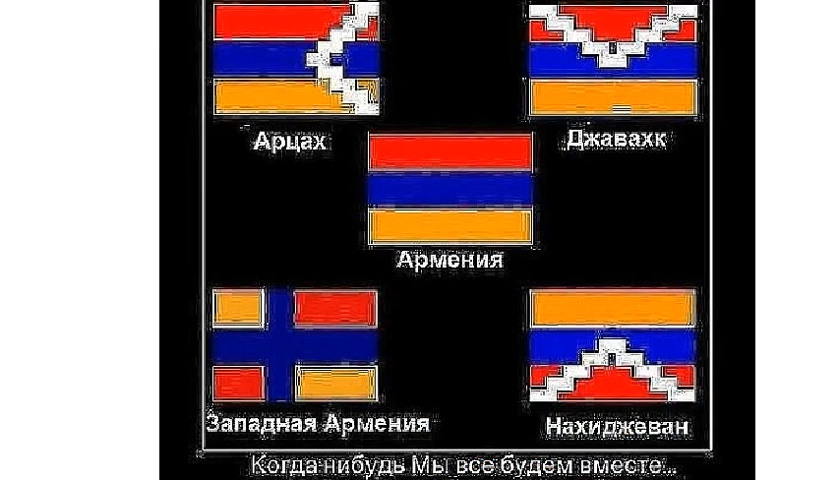 Арцах
Джавахк
Армения
Западная Армения
Нахиджеван
Когда-нибудь Мы все будем вместе...